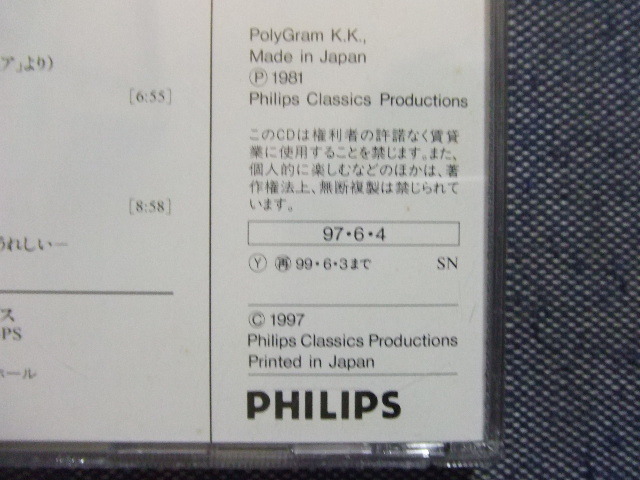 ア」より)
[6:55]
[8:58]
うれしい—
ス
PS
ホール
PolyGram K.K.,
Made in Japan
Ⓟ 1981
Philips Classics Productions
このCDは権利者の許諾なく賃貸
業に使用することを禁じます。また、
個人的に楽しむなどのほかは、著
作権法上、無断複製は禁じられて
います。
97・6・4
Ⓨ ㊢ 99・6・3まで SN
© 1997
Philips Classics Productions
Printed in Japan
PHILIPS